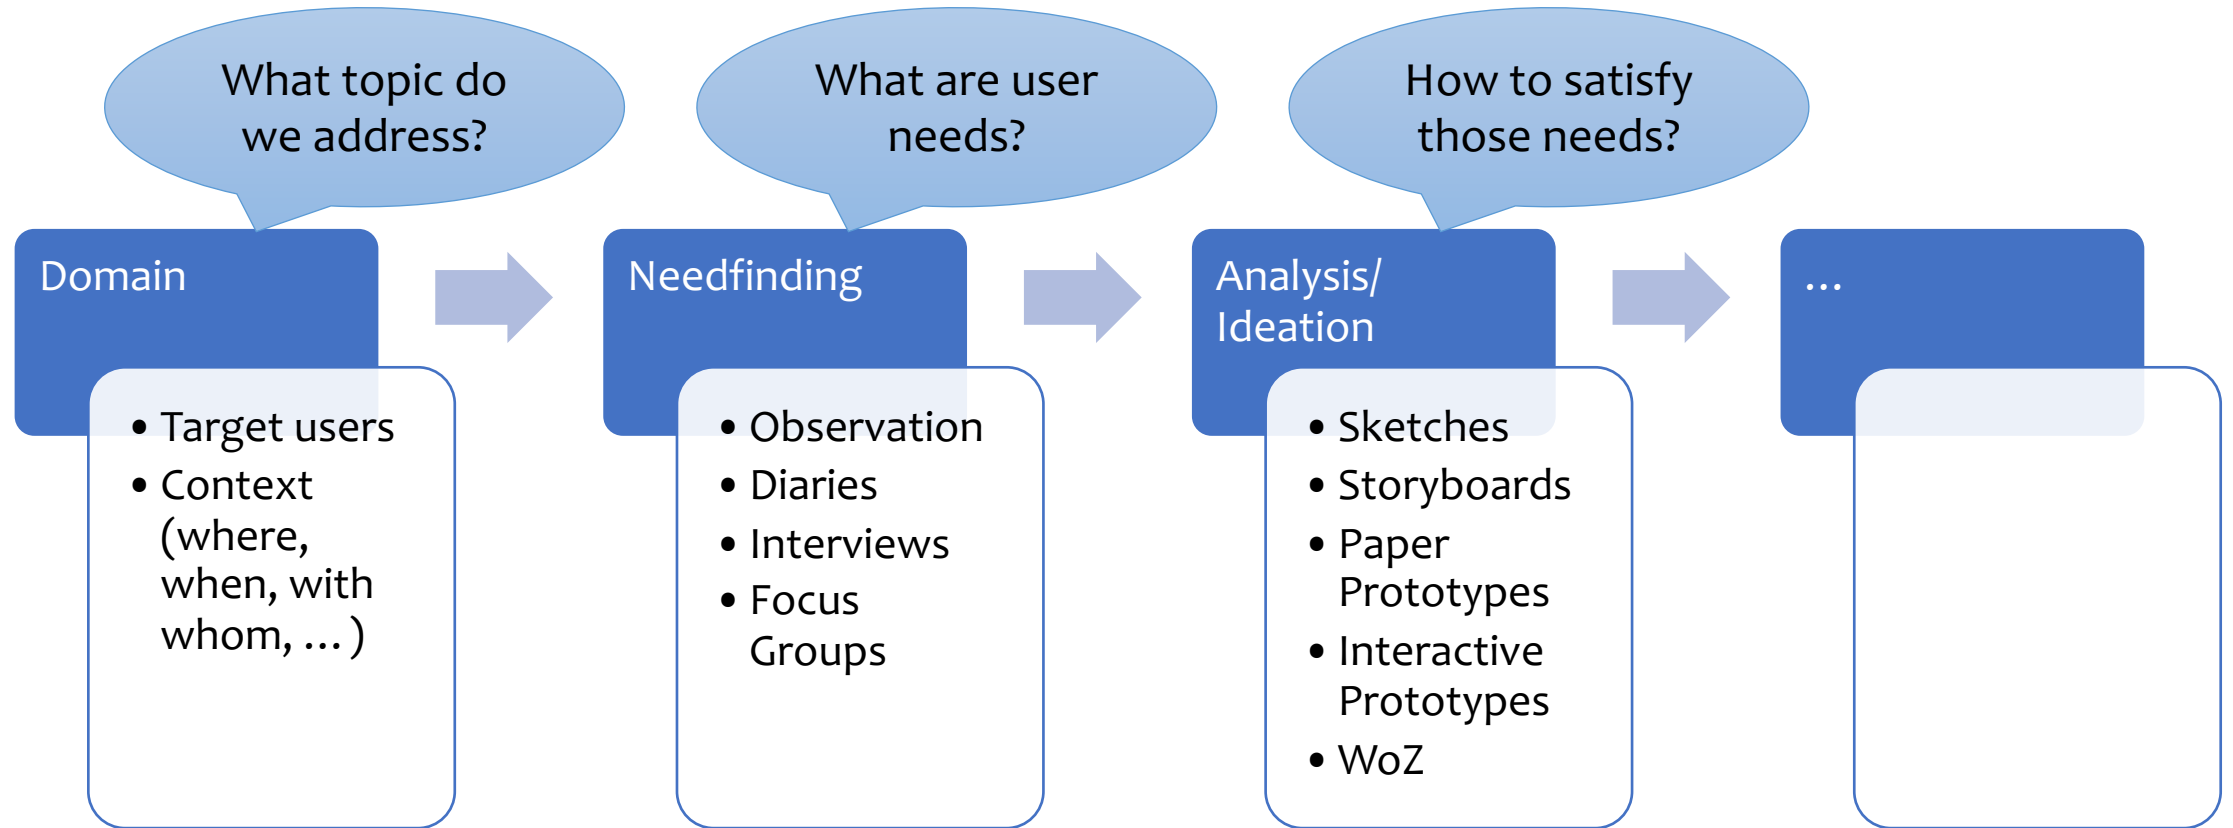 What topic do
we address?
What are user
needs?
How to satisfy
those needs?
Domain
• Target users
• Context
(where,
when, with
whom, … )
Needfinding
• Observation
• Diaries
• Interviews
• Focus
Groups
Analysis/
Ideation
• Sketches
• Storyboards
• Paper
Prototypes
• Interactive
Prototypes
• WoZ
…